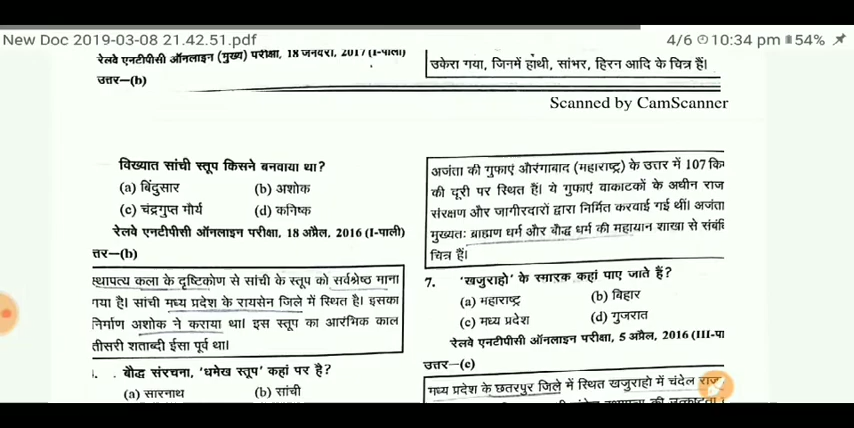 New Doc 2019-03-08 21.42.51.pdf
4/6 10:34 pm 54%
रेलवे एनटीपीसी ऑनलाइन (मुख्य) परीक्षा, 18 जनवरी, 2017 (I-पाली)
उत्तर—(b)
उकेरा गया, जिनमें हाथी, सांभर, हिरन आदि के चित्र हैं।
Scanned by CamScanner
विख्यात सांची स्तूप किसने बनवाया था?
(a) बिंदुसार (b) अशोक
(c) चंद्रगुप्त मौर्य (d) कनिष्क
रेलवे एनटीपीसी ऑनलाइन परीक्षा, 18 अप्रैल, 2016 (I-पाली)
त्तर—(b)
स्थापत्य कला के दृष्टिकोण से सांची के स्तूप को सर्वश्रेष्ठ माना
गया है। सांची मध्य प्रदेश के रायसेन जिले में स्थित है। इसका
निर्माण अशोक ने कराया था। इस स्तूप का आरंभिक काल
तीसरी शताब्दी ईसा पूर्व था।
. बौद्ध संरचना, 'धमेख स्तूप' कहां पर है?
(a) सारनाथ (b) सांची
अजंता की गुफाएं औरंगाबाद (महाराष्ट्र) के उत्तर में 107 कि
की दूरी पर स्थित हैं। ये गुफाएं वाकाटकों के अधीन राज
संरक्षण और जागीरदारों द्वारा निर्मित करवाई गई थीं। अजंता
मुख्यतः ब्राह्मण धर्म और बौद्ध धर्म की महायान शाखा से संबंधि
चित्र हैं।
7. 'खजुराहो' के स्मारक कहां पाए जाते हैं?
(a) महाराष्ट्र (b) बिहार
(c) मध्य प्रदेश (d) गुजरात
रेलवे एनटीपीसी ऑनलाइन परीक्षा, 5 अप्रैल, 2016 (III-पा
उत्तर—(c)
मध्य प्रदेश के छतरपुर जिले में स्थित खजुराहो में चंदेल राज